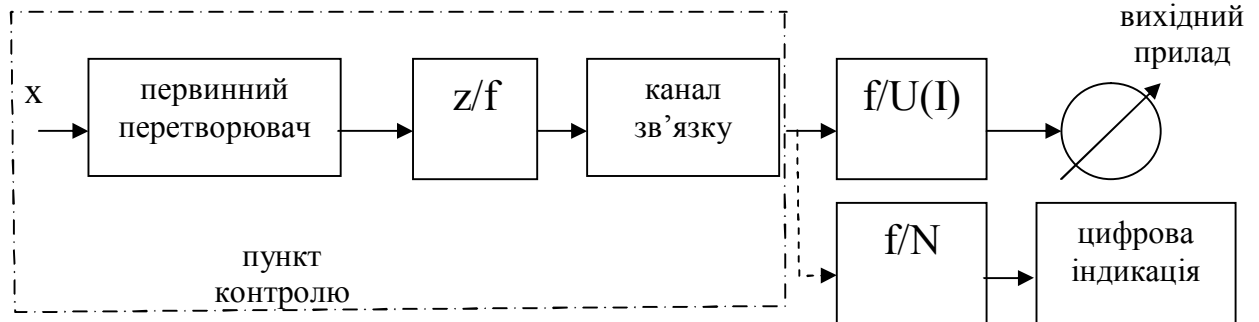 вихідний
прилад
x
первинний
перетворювач
z/f
канал
зв’язку
f/U(I)
f/N
цифрова
індикація
пункт
контролю